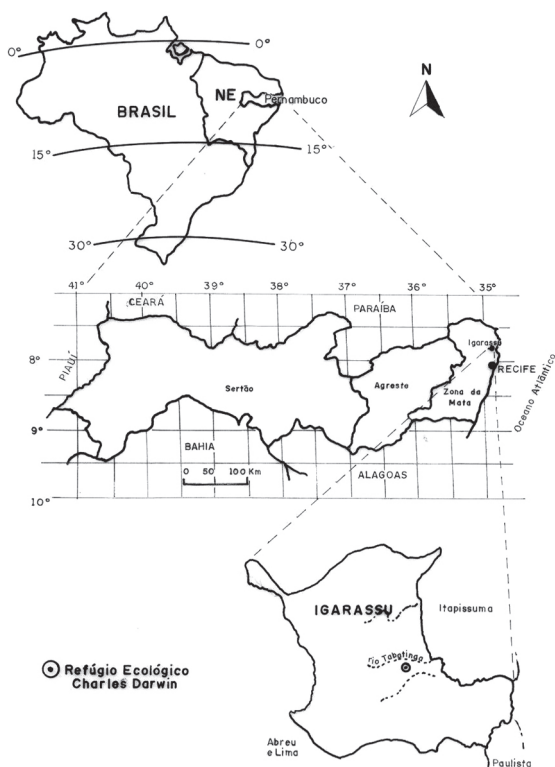 0° 0°
N
BRASIL NE Pernambuco
15° 15°
30° 30°
41° 40° 39° 38° 37° 36° 35°
CEARÁ PARAÍBA
PIAUÍ 8° Igarassu
RECIFE
Sertão Agreste Zona da
Mata
Oceano Atlântico
9°
BAHIA
0 50 100 Km
ALAGOAS
10°
IGARASSU Itapissuma
rio Tabatinga
Refúgio Ecológico
Charles Darwin
Abreu
e Lima
Paulista